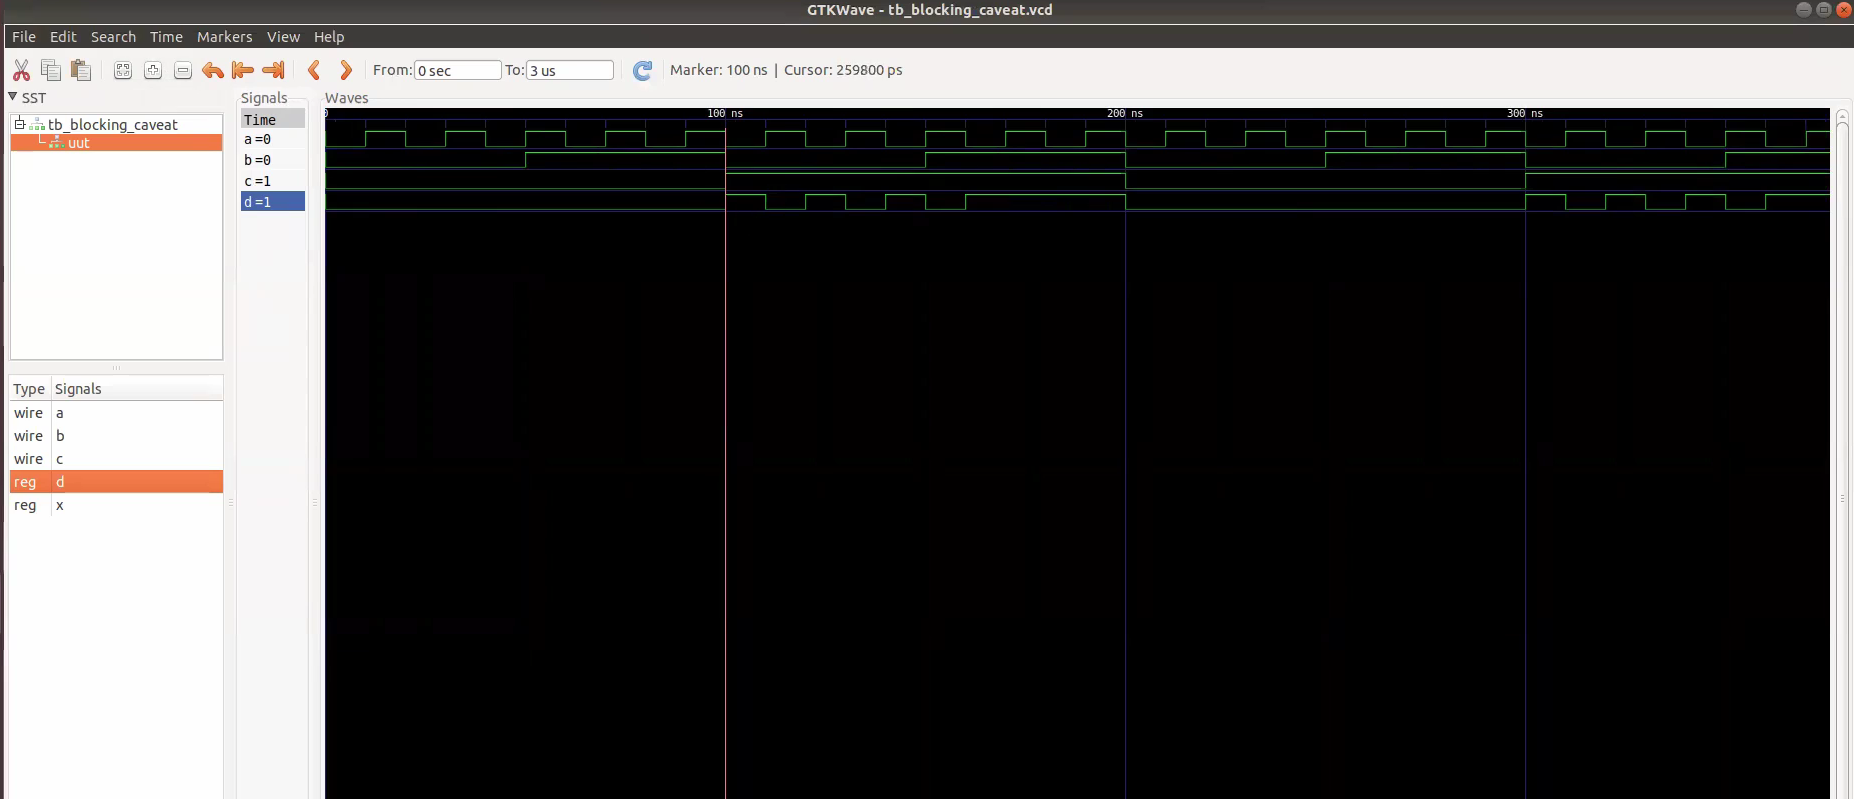 GTKWave - tb_blocking_caveat.vcd
File Edit Search Time Markers View Help
From: 0 sec To: 3 us Marker: 100 ns | Cursor: 259800 ps
SST
tb_blocking_caveat
uut
Type Signals
wire a
wire b
wire c
reg d
reg x
Signals
Time
a =0
b =0
c =1
d =1
Waves
0 100 ns 200 ns 300 ns